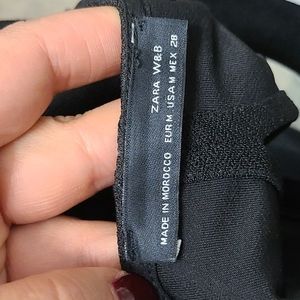 ZARA W&B
EUR M USA M MEX 28
MADE IN MOROCCO